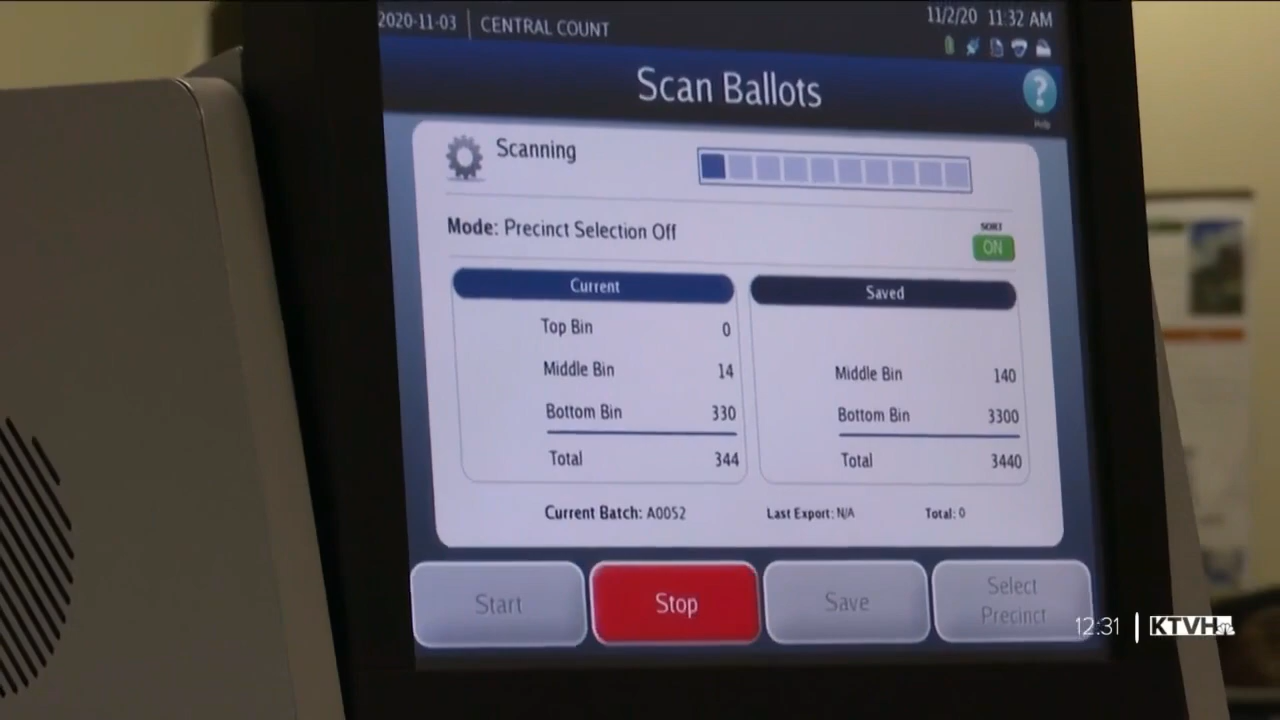 2020-11-03 CENTRAL COUNT 11/2/20 11:32 AM
Scan Ballots
?
Help
Scanning
Mode: Precinct Selection Off
SORT
ON
Current Saved
Top Bin 0
Middle Bin 14 Middle Bin 140
Bottom Bin 330 Bottom Bin 3300
Total 344 Total 3440
Current Batch: A0052 Last Export: N/A Total: 0
Start Stop Save Select Precinct
12:31 KTVH